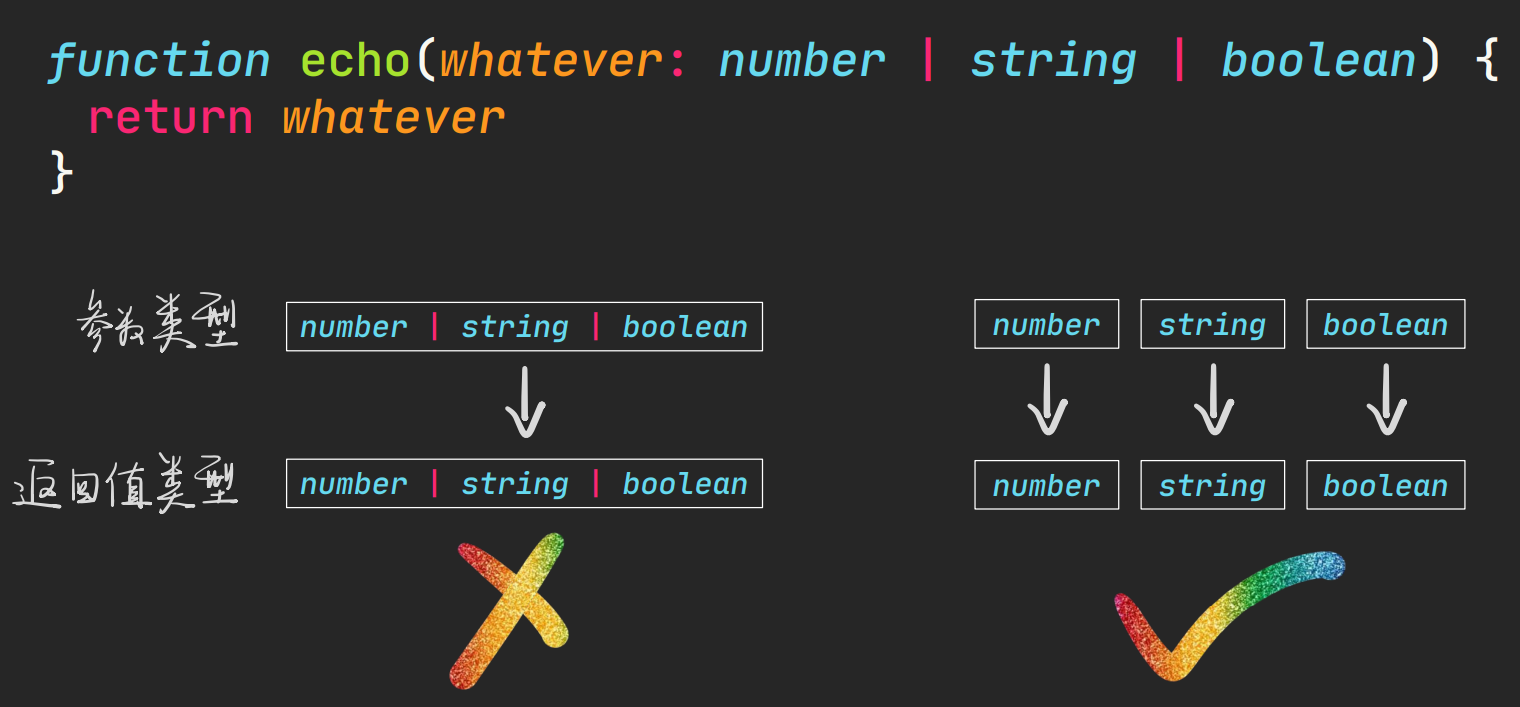 function echo(whatever: number | string | boolean) {
return whatever
}
参数类型 number | string | boolean number string boolean
返回值类型 number | string | boolean number string boolean